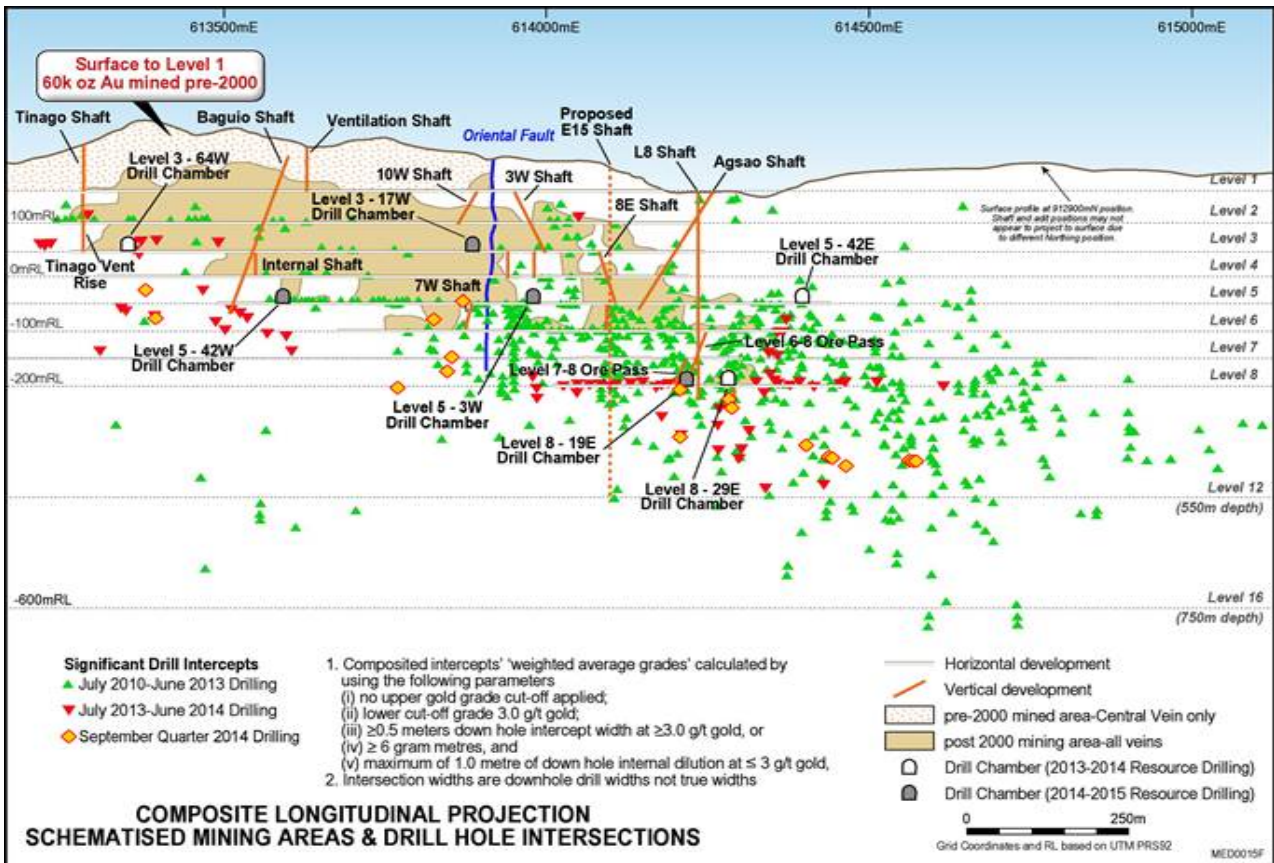 613500mE
614000mE
614500mE
615000mE
Surface to Level 1
60k oz Au mined pre-2000
Tinago Shaft
Baguio Shaft
Ventilation Shaft
Oriental Fault
Proposed
E15 Shaft
L8 Shaft
Agsao Shaft
Level 3 - 64W
Drill Chamber
10W Shaft
3W Shaft
Level 3 - 17W
Drill Chamber
8E Shaft
Level 1
Surface profile at 912900mN position.
Shaft and adit positions may not
appear to project to surface due
to different Northing position.
Level 2
100mRL
Level 3
Level 5 - 42E
Drill Chamber
0mRL
Tinago Vent
Rise
Internal Shaft
Level 4
7W Shaft
Level 5
-100mRL
Level 6
Level 5 - 42W
Drill Chamber
Level 6-8 Ore Pass
Level 7
Level 7-8 Ore Pass
Level 8
-200mRL
Level 5 - 3W
Drill Chamber
Level 8 - 19E
Drill Chamber
Level 8 - 29E
Drill Chamber
Level 12
(550m depth)
-600mRL
Level 16
(750m depth)
Significant Drill Intercepts
July 2010-June 2013 Drilling
July 2013-June 2014 Drilling
September Quarter 2014 Drilling
1. Composited intercepts' 'weighted average grades' calculated by
using the following parameters
(i) no upper gold grade cut-off applied;
(ii) lower cut-off grade 3.0 g/t gold;
(iii) ≥0.5 meters down hole intercept width at ≥3.0 g/t gold, or
(iv) ≥ 6 gram metres, and
(v) maximum of 1.0 metre of down hole internal dilution at ≤ 3 g/t gold,
2. Intersection widths are downhole drill widths not true widths
Horizontal development
Vertical development
pre-2000 mined area-Central Vein only
post 2000 mining area-all veins
Drill Chamber (2013-2014 Resource Drilling)
Drill Chamber (2014-2015 Resource Drilling)
0
250m
Grid Coordinates and RL based on UTM PRS92
COMPOSITE LONGITUDINAL PROJECTION
SCHEMATISED MINING AREAS & DRILL HOLE INTERSECTIONS
MED0015F